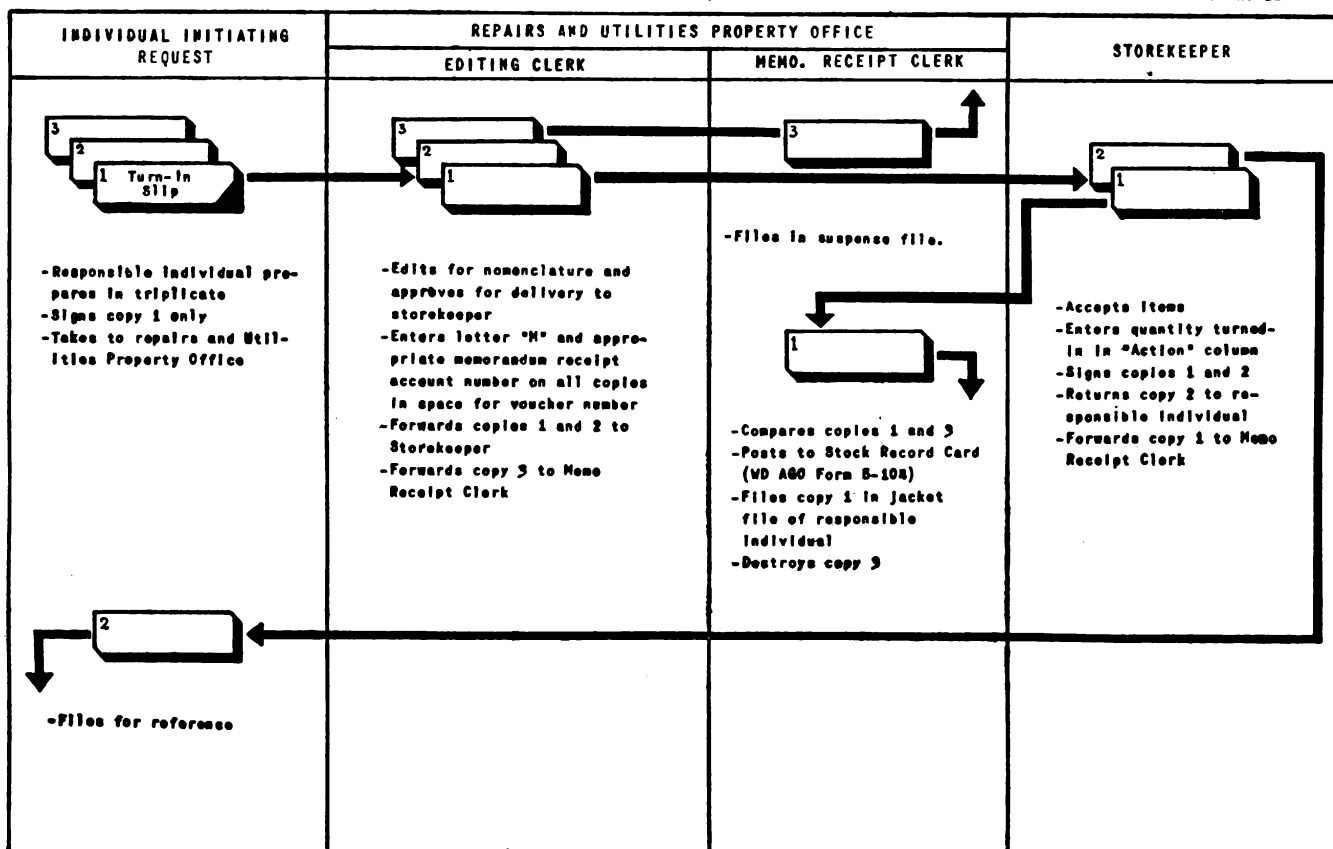 INDIVIDUAL INITIATING
REQUEST
REPAIRS AND UTILITIES PROPERTY OFFICE
EDITING CLERK
MEMO. RECEIPT CLERK
STOREKEEPER
3
2
1 Turn-In
Slip
-Responsible individual pre-
pares in triplicate
-Signs copy 1 only
-Takes to repairs and Util-
ities Property Office
3
2
1
-Edits for nomenclature and
approves for delivery to
storekeeper
-Enters letter "M" and appro-
priate memorandum receipt
account number on all copies
in space for voucher number
-Forwards copies 1 and 2 to
Storekeeper
-Forwards copy 3 to Memo
Receipt Clerk
3
-Files in suspense file.
1
-Compares copies 1 and 3
-Posts to Stock Record Card
(WD AGO Form 5-102)
-Files copy 1 in jacket
file of responsible
individual
-Destroys copy 3
2
1
-Accepts items
-Enters quantity turned-
in in "Action" column
-Signs copies 1 and 2
-Returns copy 2 to re-
sponsible individual
-Forwards copy 1 to Memo
Receipt Clerk
2
-Files for reference